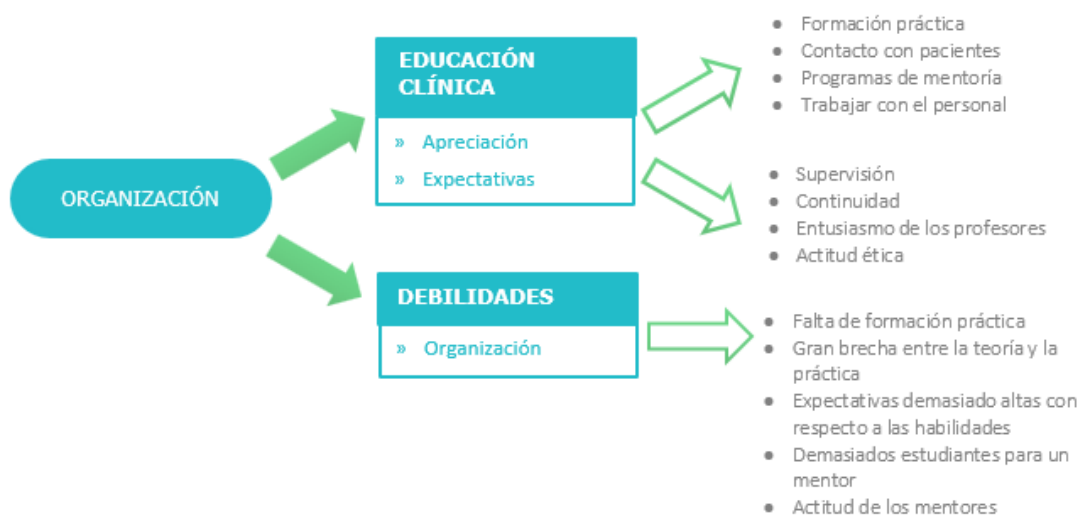 ORGANIZACIÓN
EDUCACIÓN
CLÍNICA
» Apreciación
» Expectativas
● Formación práctica
● Contacto con pacientes
● Programas de mentoría
● Trabajar con el personal
● Supervisión
● Continuidad
● Entusiasmo de los profesores
● Actitud ética
DEBILIDADES
» Organización
● Falta de formación práctica
● Gran brecha entre la teoría y la
práctica
● Expectativas demasiado altas con
respecto a las habilidades
● Demasiados estudiantes para un
mentor
● Actitud de los mentores